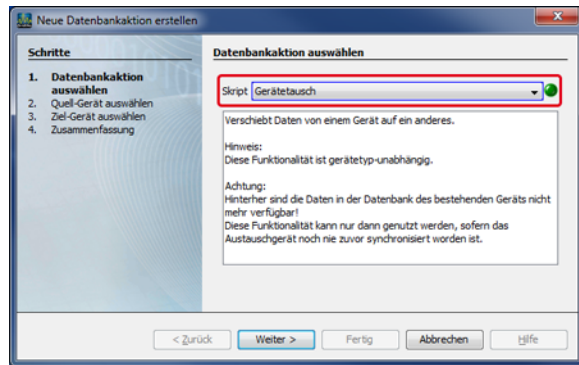 Neue Datenbankaktion erstellen
Schritte
1. Datenbankaktion
auswählen
2. Quell-Gerät auswählen
3. Ziel-Gerät auswählen
4. Zusammenfassung
Datenbankaktion auswählen
Skript Gerätetausch
Verschiebt Daten von einem Gerät auf ein anderes.
Hinweis:
Diese Funktionalität ist gerätetyp-unabhängig.
Achtung:
Hinterher sind die Daten in der Datenbank des bestehenden Geräts nicht
mehr verfügbar!
Diese Funktionalität kann nur dann genutzt werden, sofern das
Austauschgerät noch nie zuvor synchronisiert worden ist.
< Zurück Weiter > Fertig Abbrechen Hilfe